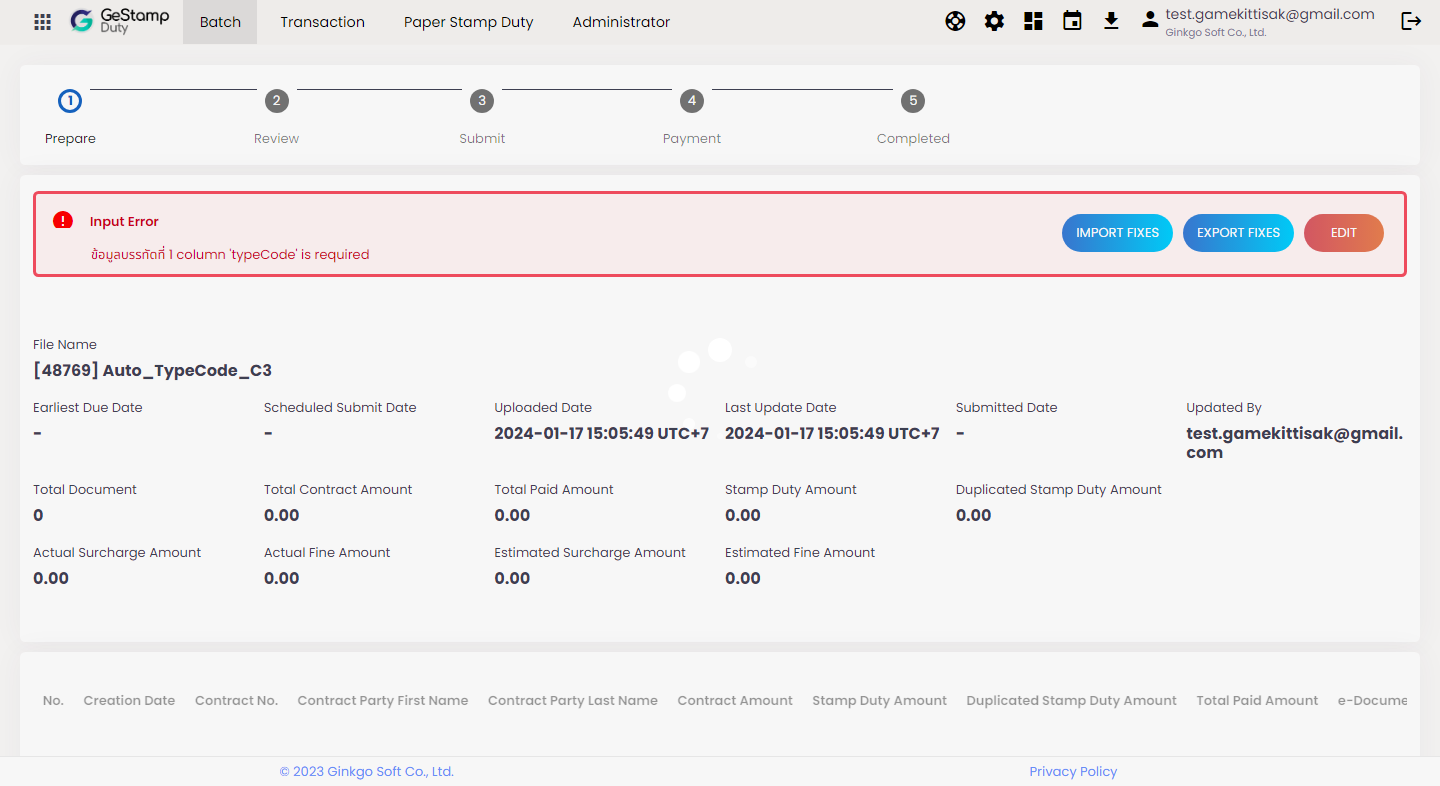 GeStamp
Duty
Batch
Transaction
Paper Stamp Duty
Administrator
test.gamekittisak@gmail.com
Ginkgo Soft Co., Ltd.
1
2
3
4
5
Prepare
Review
Submit
Payment
Completed
Input Error
ข้อมูลบรรทัดที่ 1 column 'typeCode' is required
IMPORT FIXES
EXPORT FIXES
EDIT
File Name
[48769] Auto_TypeCode_C3
Earliest Due Date
Scheduled Submit Date
Uploaded Date
Last Update Date
Submitted Date
Updated By
-
-
2024-01-17 15:05:49 UTC+7
2024-01-17 15:05:49 UTC+7
-
test.gamekittisak@gmail.
com
Total Document
Total Contract Amount
Total Paid Amount
Stamp Duty Amount
Duplicated Stamp Duty Amount
0
0.00
0.00
0.00
0.00
Actual Surcharge Amount
Actual Fine Amount
Estimated Surcharge Amount
Estimated Fine Amount
0.00
0.00
0.00
0.00
No.
Creation Date
Contract No.
Contract Party First Name
Contract Party Last Name
Contract Amount
Stamp Duty Amount
Duplicated Stamp Duty Amount
Total Paid Amount
e-Docume
© 2023 Ginkgo Soft Co., Ltd.
Privacy Policy